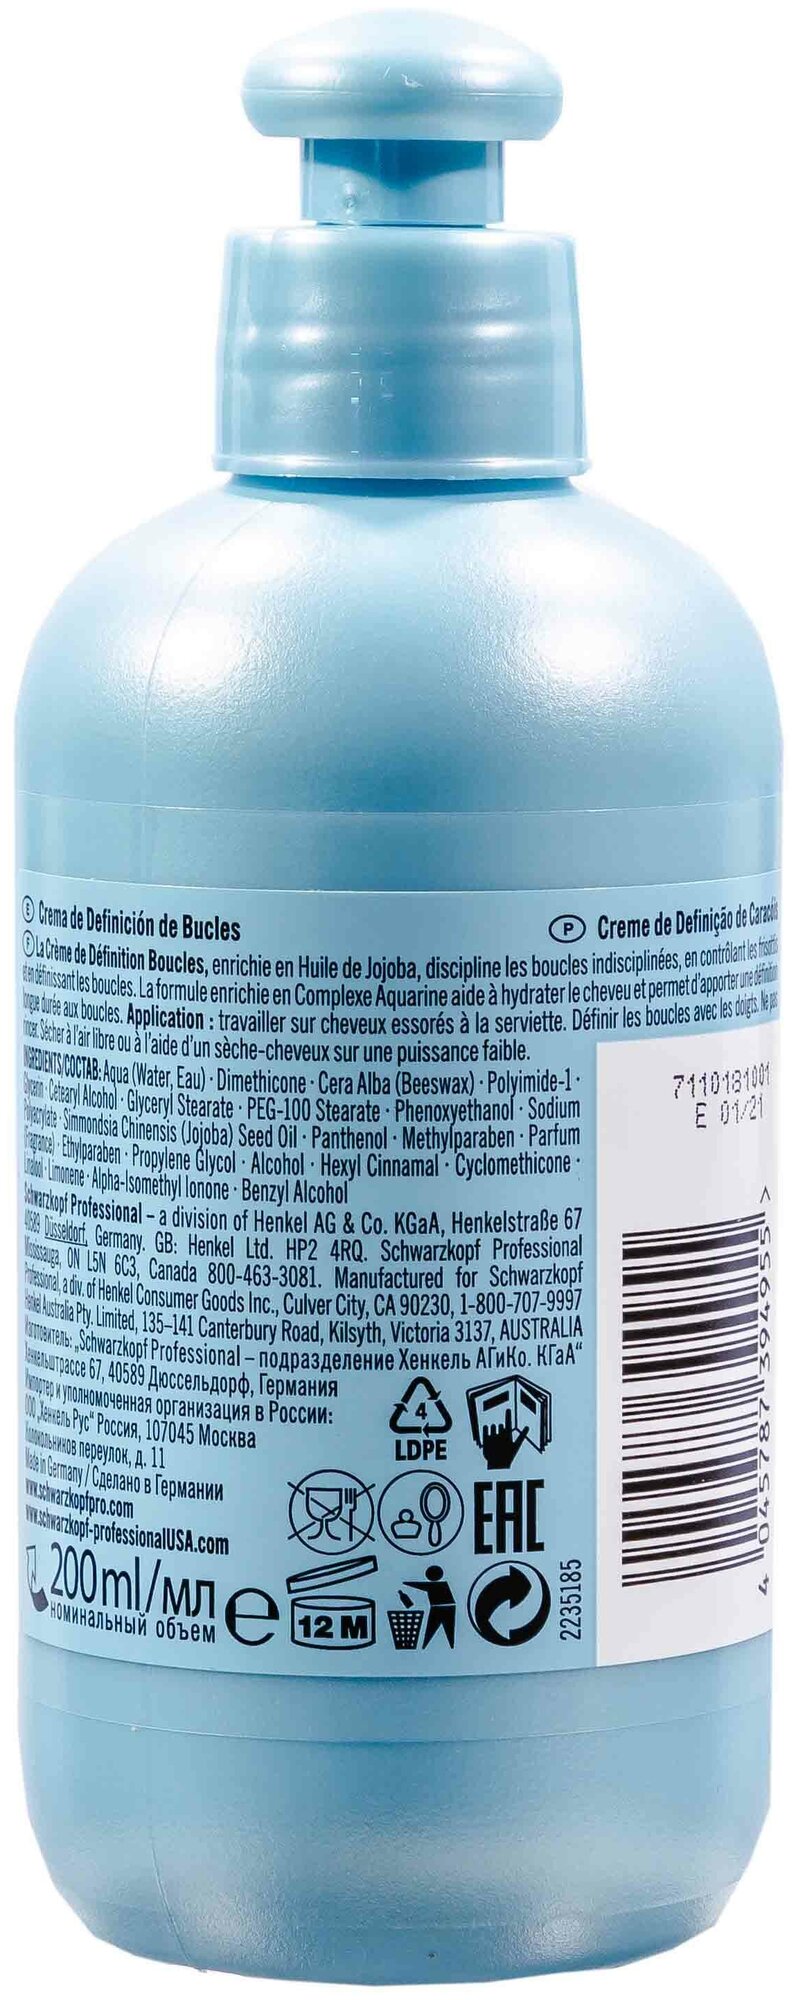 E Crema de Definición de Bucles
P Creme de Definição de Caracóis
F La Crème de Définition Boucles, enrichie en Huile de Jojoba, discipline les boucles indisciplinées, en contrôlant les frisottis
et en définissant les boucles. La formule enrichie en Complexe Aquarine aide à hydrater le cheveu et permet d'apporter une définition
longue durée aux boucles. Application : travailler sur cheveux essorés à la serviette. Définir les boucles avec les doigts. Ne pas
rincer. Sécher à l'air libre ou à l'aide d'un sèche-cheveux sur une puissance faible.
INGREDIENTS/СОСТАВ: Aqua (Water, Eau) · Dimethicone · Cera Alba (Beeswax) · Polyimide-1 ·
Glycerin · Cetearyl Alcohol · Glyceryl Stearate · PEG-100 Stearate · Phenoxyethanol · Sodium
Polyacrylate · Simmondsia Chinensis (Jojoba) Seed Oil · Panthenol · Methylparaben · Parfum
(Fragrance) · Ethylparaben · Propylene Glycol · Alcohol · Hexyl Cinnamal · Cyclomethicone ·
Linalool · Limonene · Alpha-Isomethyl Ionone · Benzyl Alcohol
Schwarzkopf Professional – a division of Henkel AG & Co. KGaA, Henkelstraße 67
40589 Düsseldorf, Germany. GB: Henkel Ltd. HP2 4RQ. Schwarzkopf Professional
Mississauga, ON L5N 6C3, Canada 800-463-3081. Manufactured for Schwarzkopf
Professional, a div. of Henkel Consumer Goods Inc., Culver City, CA 90230, 1-800-707-9997
Henkel Australia Pty. Limited, 135–141 Canterbury Road, Kilsyth, Victoria 3137, AUSTRALIA
Изготовитель: „Schwarzkopf Professional – подразделение Хенкель АГиКо. КГаА“
Хенкельштрассе 67, 40589 Дюссельдорф, Германия
Импортер и уполномоченная организация в России:
ООО „Хенкель Рус“ Россия, 107045 Москва
Колокольников переулок, д. 11
Made in Germany / Сделано в Германии
www.schwarzkopfpro.com
www.schwarzkopf-professionalUSA.com
4
LDPE
EAC
200ml/мл
номинальный объем
e
12 M
2235185
7110181001
E 01/21
4 045787 394955 >